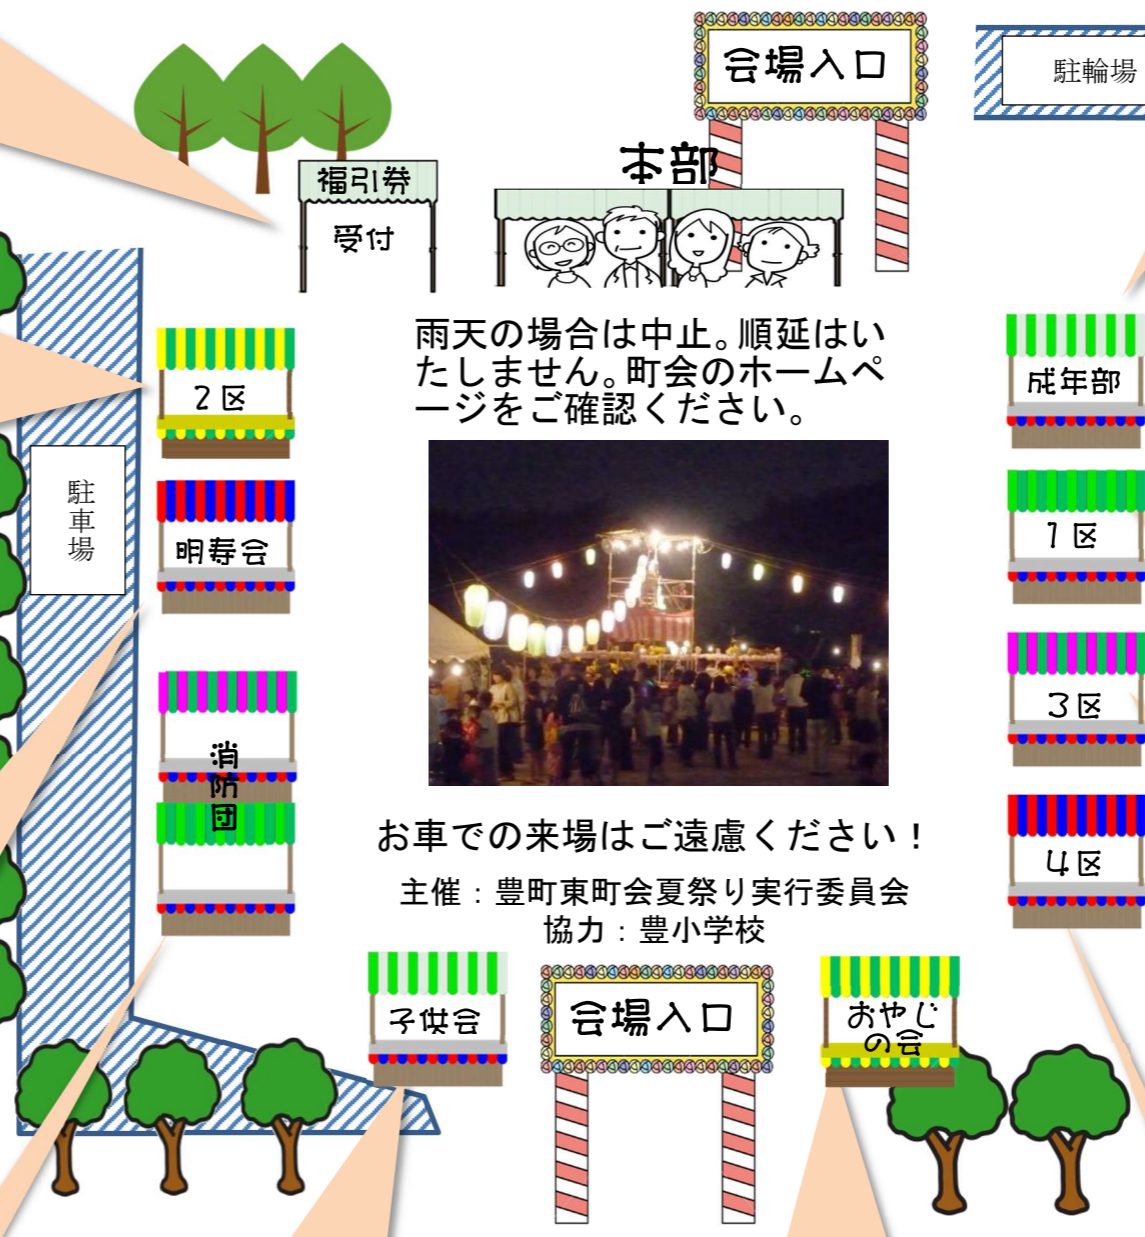 会場入口
駐輪場
本部
福引券
受付
雨天の場合は中止。順延はい
たしません。町会のホームペ
ージをご確認ください。
2区
成年部
駐車場
明寿会
1区
消防団
3区
4区
お車での来場はご遠慮ください！
主催：豊町東町会夏祭り実行委員会
協力：豊小学校
子供会
会場入口
おやじ
の会